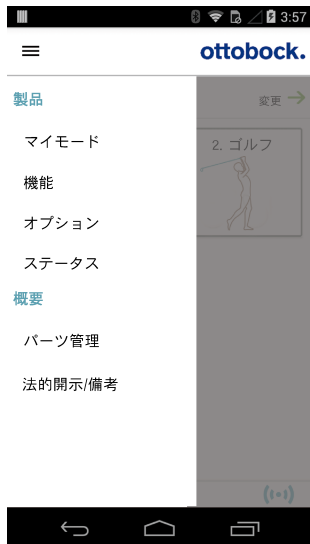 3:57
ottobock.
製品
変更
マイモード
2. ゴルフ
機能
オプション
ステータス
概要
パーツ管理
法的開示/備考